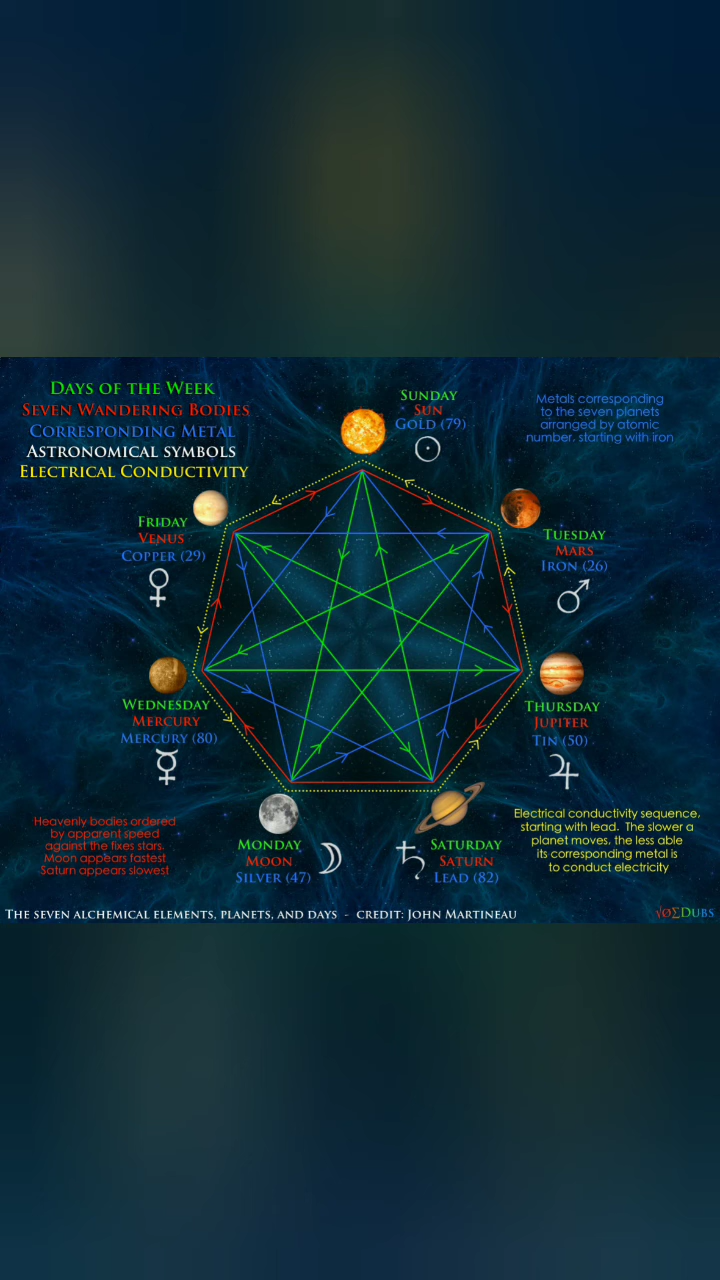 DAYS OF THE WEEK
SEVEN WANDERING BODIES
CORRESPONDING METAL
ASTRONOMICAL SYMBOLS
ELECTRICAL CONDUCTIVITY
SUNDAY
SUN
GOLD (79)
☉
Metals corresponding
to the seven planets
arranged by atomic
number, starting with iron
FRIDAY
VENUS
COPPER (29)
♀
TUESDAY
MARS
IRON (26)
♂
WEDNESDAY
MERCURY
MERCURY (80)
☿
THURSDAY
JUPITER
TIN (50)
♃
Heavenly bodies ordered
by apparent speed
against the fixes stars.
Moon appears fastest
Saturn appears slowest
MONDAY
MOON
SILVER (47)
☽
SATURDAY
SATURN
LEAD (82)
♄
Electrical conductivity sequence,
starting with lead. The slower a
planet moves, the less able
its corresponding metal is
to conduct electricity
THE SEVEN ALCHEMICAL ELEMENTS, PLANETS, AND DAYS - CREDIT: JOHN MARTINEAU
√Ø∑DUBS